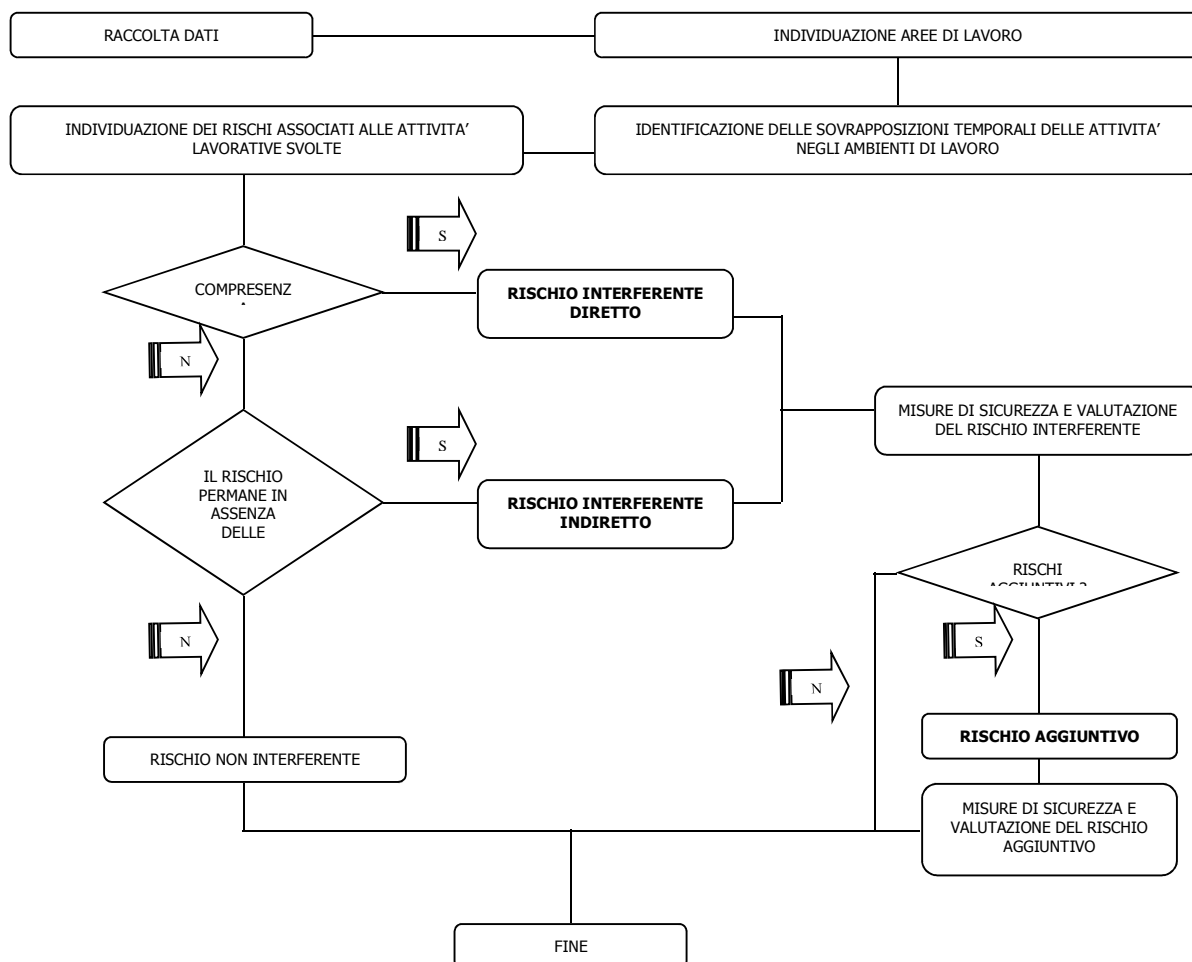 RACCOLTA DATI
INDIVIDUAZIONE AREE DI LAVORO
INDIVIDUAZIONE DEI RISCHI ASSOCIATI ALLE ATTIVITA’
LAVORATIVE SVOLTE
IDENTIFICAZIONE DELLE SOVRAPPOSIZIONI TEMPORALI DELLE ATTIVITA’
NEGLI AMBIENTI DI LAVORO
S
COMPRESENZ
RISCHIO INTERFERENTE
DIRETTO
N
S
MISURE DI SICUREZZA E VALUTAZIONE
DEL RISCHIO INTERFERENTE
IL RISCHIO
PERMANE IN
ASSENZA
DELLE
RISCHIO INTERFERENTE
INDIRETTO
RISCHI
AGGIUNTIVI ?
N
S
N
RISCHIO AGGIUNTIVO
RISCHIO NON INTERFERENTE
MISURE DI SICUREZZA E
VALUTAZIONE DEL RISCHIO
AGGIUNTIVO
FINE